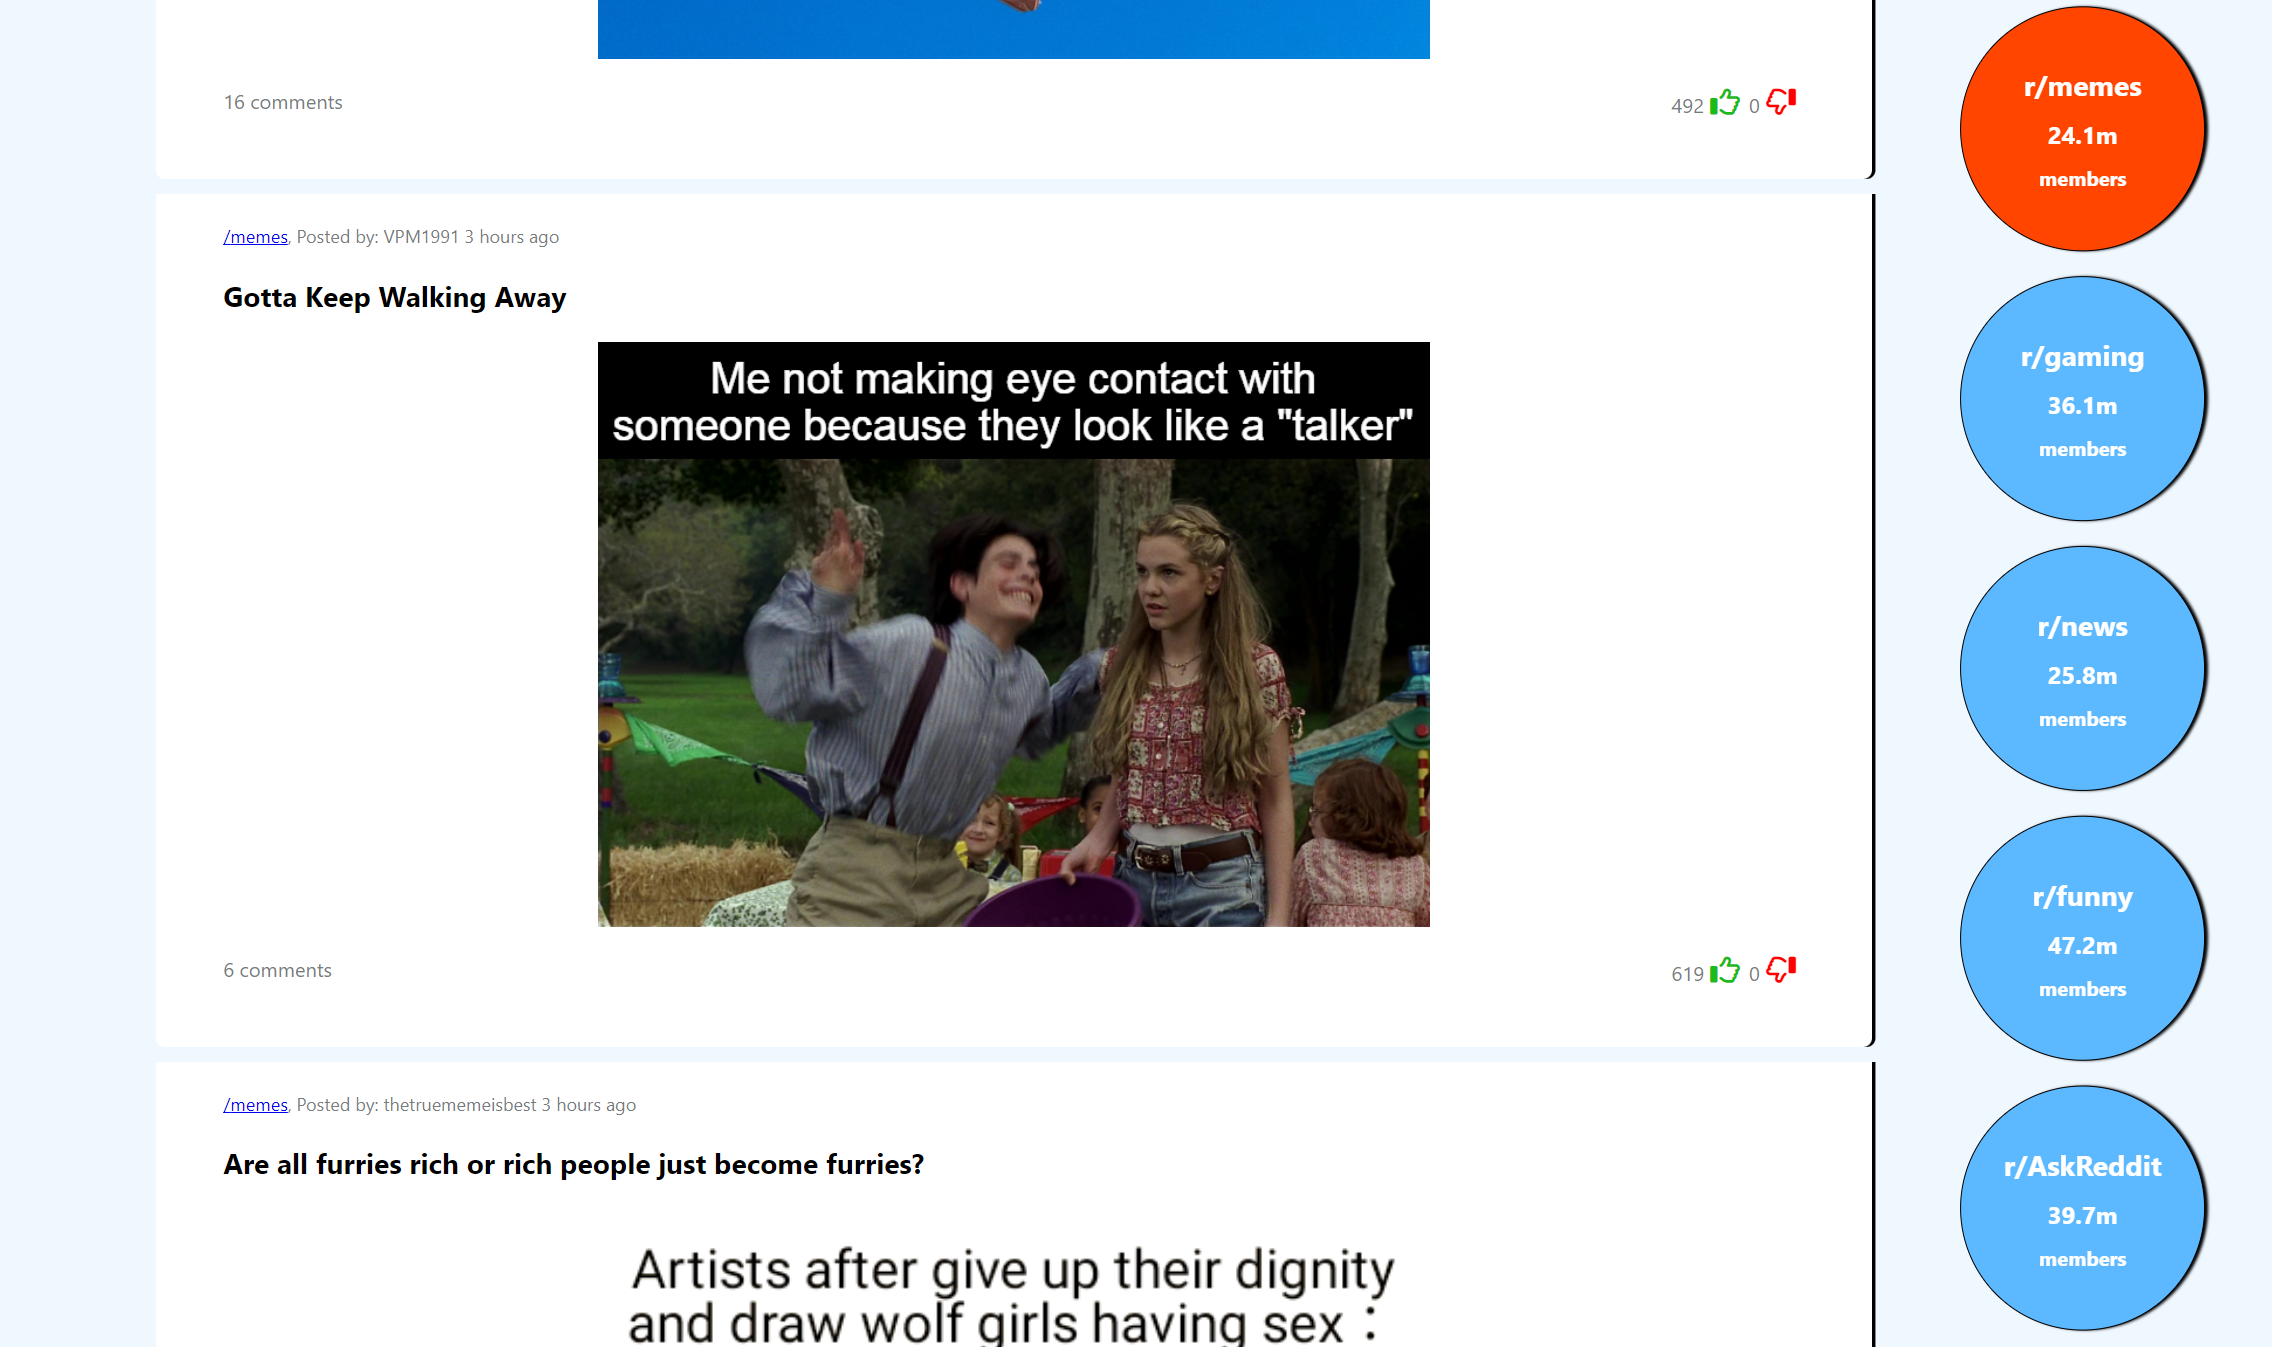 16 comments
492 0
/memes, Posted by: VPM1991 3 hours ago
Gotta Keep Walking Away
Me not making eye contact with
someone because they look like a "talker"
6 comments
619 0
/memes, Posted by: thetruememeisbest 3 hours ago
Are all furries rich or rich people just become furries?
Artists after give up their dignity
and draw wolf girls having sex :
r/memes
24.1m
members
r/gaming
36.1m
members
r/news
25.8m
members
r/funny
47.2m
members
r/AskReddit
39.7m
members